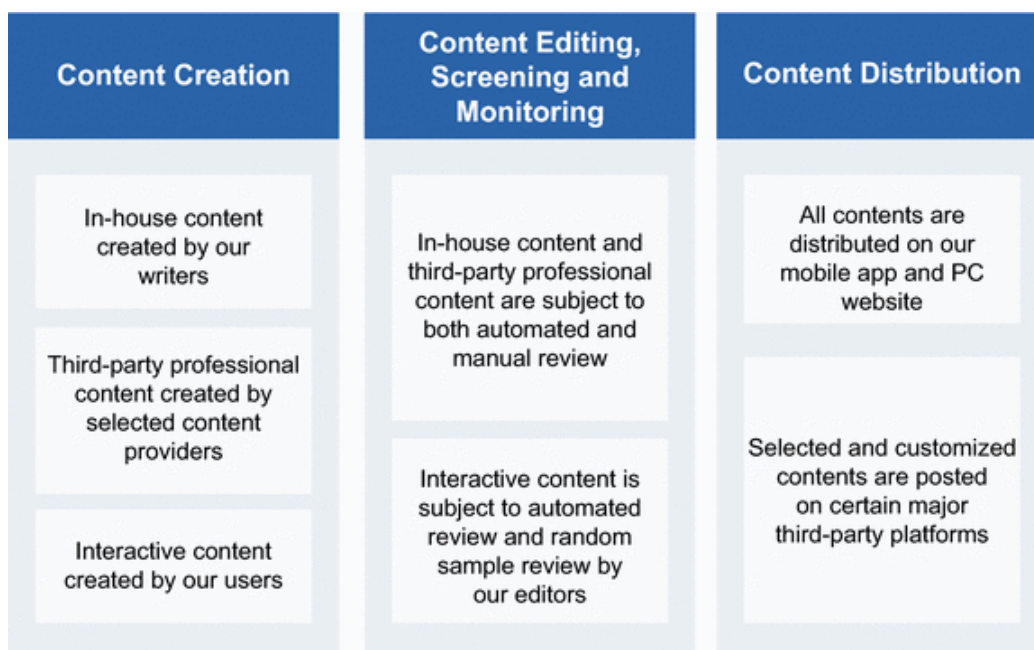 Content Creation
In-house content
created by our
writers
Third-party professional
content created by
selected content
providers
Interactive content
created by our users
Content Editing,
Screening and
Monitoring
In-house content and
third-party professional
content are subject to
both automated and
manual review
Interactive content is
subject to automated
review and random
sample review by
our editors
Content Distribution
All contents are
distributed on our
mobile app and PC
website
Selected and customized
contents are posted
on certain major
third-party platforms